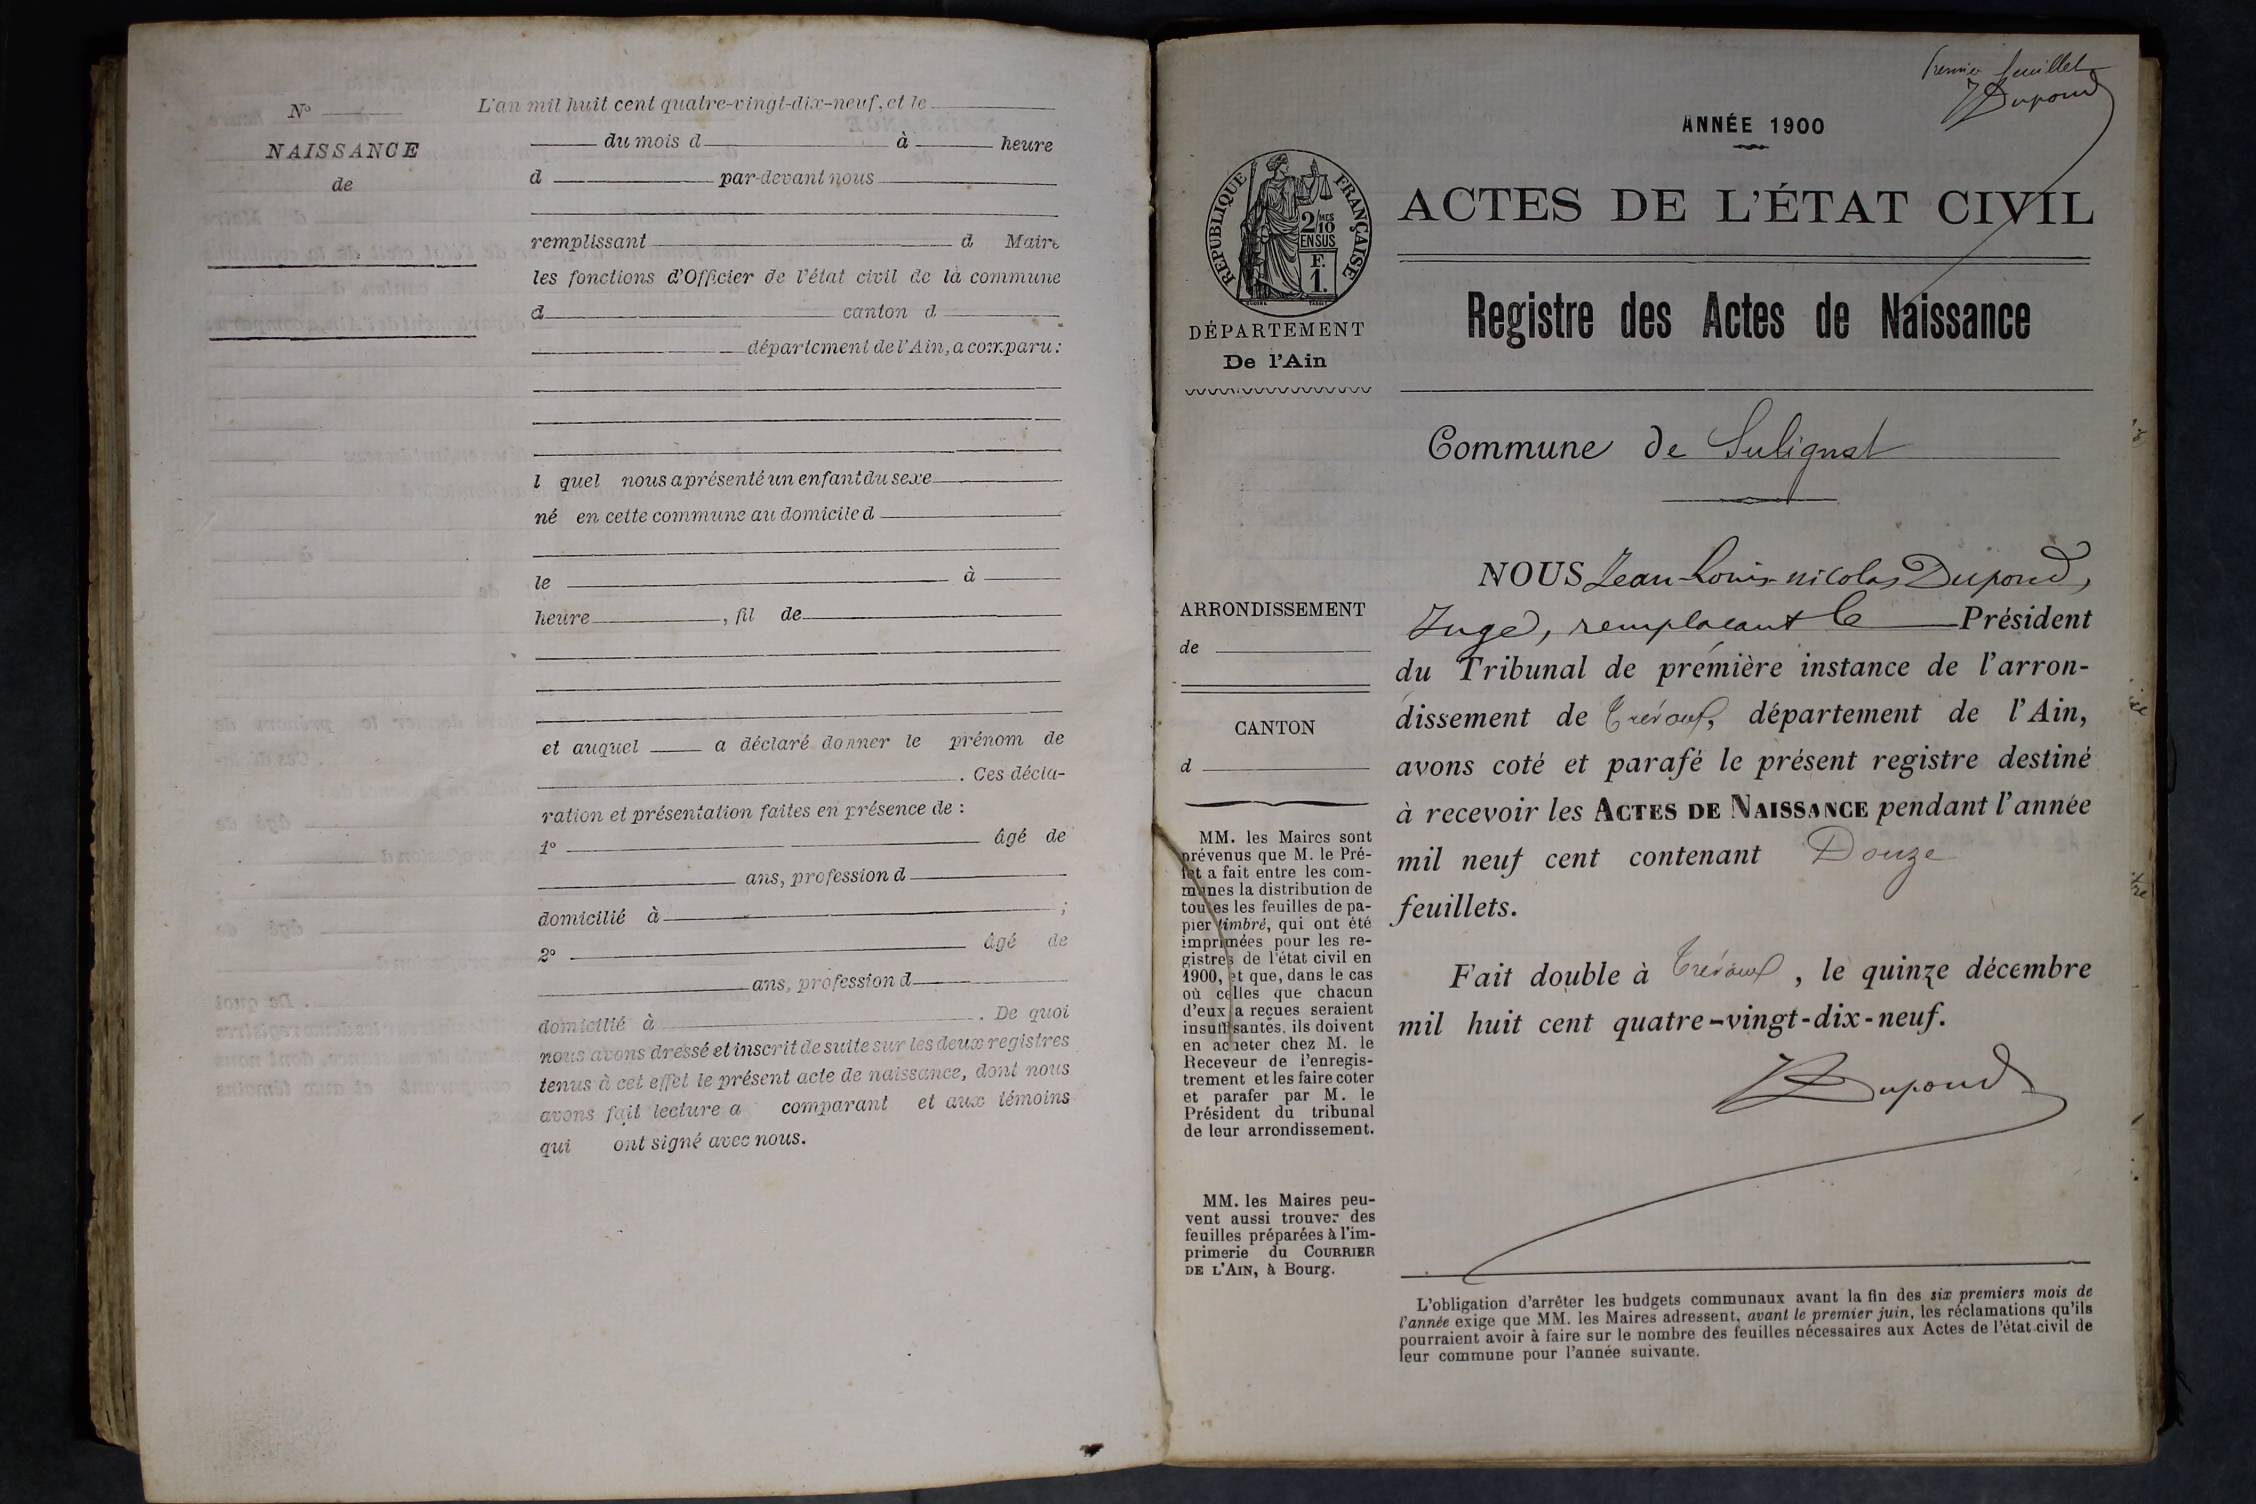 N°
NAISSANCE
de
L'an mil huit cent quatre-vingt-dix-neuf, et le
du mois d à heure
d par-devant nous
remplissant d Maire
les fonctions d'Officier de l'état civil de la commune
d canton d
département de l'Ain, a comparu :
l quel nous a présenté un enfant du sexe
né en cette commune au domicile d
le à
heure , fil de
et auquel a déclaré donner le prénom de
. Ces décla-
ration et présentation faites en présence de :
1° âgé de
ans, profession d
domicilié à ;
2° âgé de
ans, profession d
domicilié à . De quoi
nous avons dressé et inscrit de suite sur les deux registres
tenus à cet effet le présent acte de naissance, dont nous
avons fait lecture a comparant et aux témoins
qui ont signé avec nous.
Premier feuillet
Dupond
ANNÉE 1900
RÉPUBLIQUE FRANÇAISE
2/10 MES
EN SUS
F.
1.
DÉPARTEMENT
De l'Ain
ACTES DE L'ÉTAT CIVIL
Registre des Actes de Naissance
Commune de Sulignat
ARRONDISSEMENT
de
CANTON
d
MM. les Maires sont
prévenus que M. le Pré-
fet a fait entre les com-
munes la distribution de
toutes les feuilles de pa-
pier timbré, qui ont été
imprimées pour les re-
gistres de l'état civil en
1900, et que, dans le cas
où celles que chacun
d'eux a reçues seraient
insuffisantes, ils doivent
en acheter chez M. le
Receveur de l'enregis-
trement et les faire coter
et parafer par M. le
Président du tribunal
de leur arrondissement.
MM. les Maires peu-
vent aussi trouver des
feuilles préparées à l'im-
primerie du COURRIER
DE L'AIN, à Bourg.
NOUS Jean-Louis-nicolas Dupond,
Juge, remplacant le Président
du Tribunal de première instance de l'arron-
dissement de Trévoux, département de l'Ain,
avons coté et parafé le présent registre destiné
à recevoir les ACTES DE NAISSANCE pendant l'année
mil neuf cent contenant Douze
feuillets.
Fait double à Trévoux, le quinze décembre
mil huit cent quatre-vingt-dix-neuf.
Dupond
L'obligation d'arrêter les budgets communaux avant la fin des six premiers mois de
l'année exige que MM. les Maires adressent, avant le premier juin, les réclamations qu'ils
pourraient avoir à faire sur le nombre des feuilles nécessaires aux Actes de l'état civil de
leur commune pour l'année suivante.